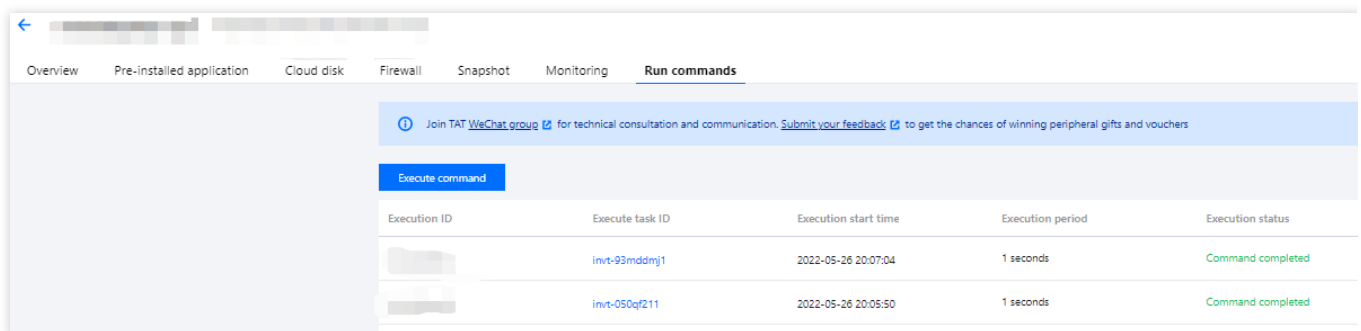 Overview Pre-installed application Cloud disk Firewall Snapshot Monitoring Run commands
Join TAT WeChat group for technical consultation and communication. Submit your feedback to get the chances of winning peripheral gifts and vouchers
Execute command
Execution ID Execute task ID Execution start time Execution period Execution status
invt-93mddmj1 2022-05-26 20:07:04 1 seconds Command completed
invt-050qf211 2022-05-26 20:05:50 1 seconds Command completed